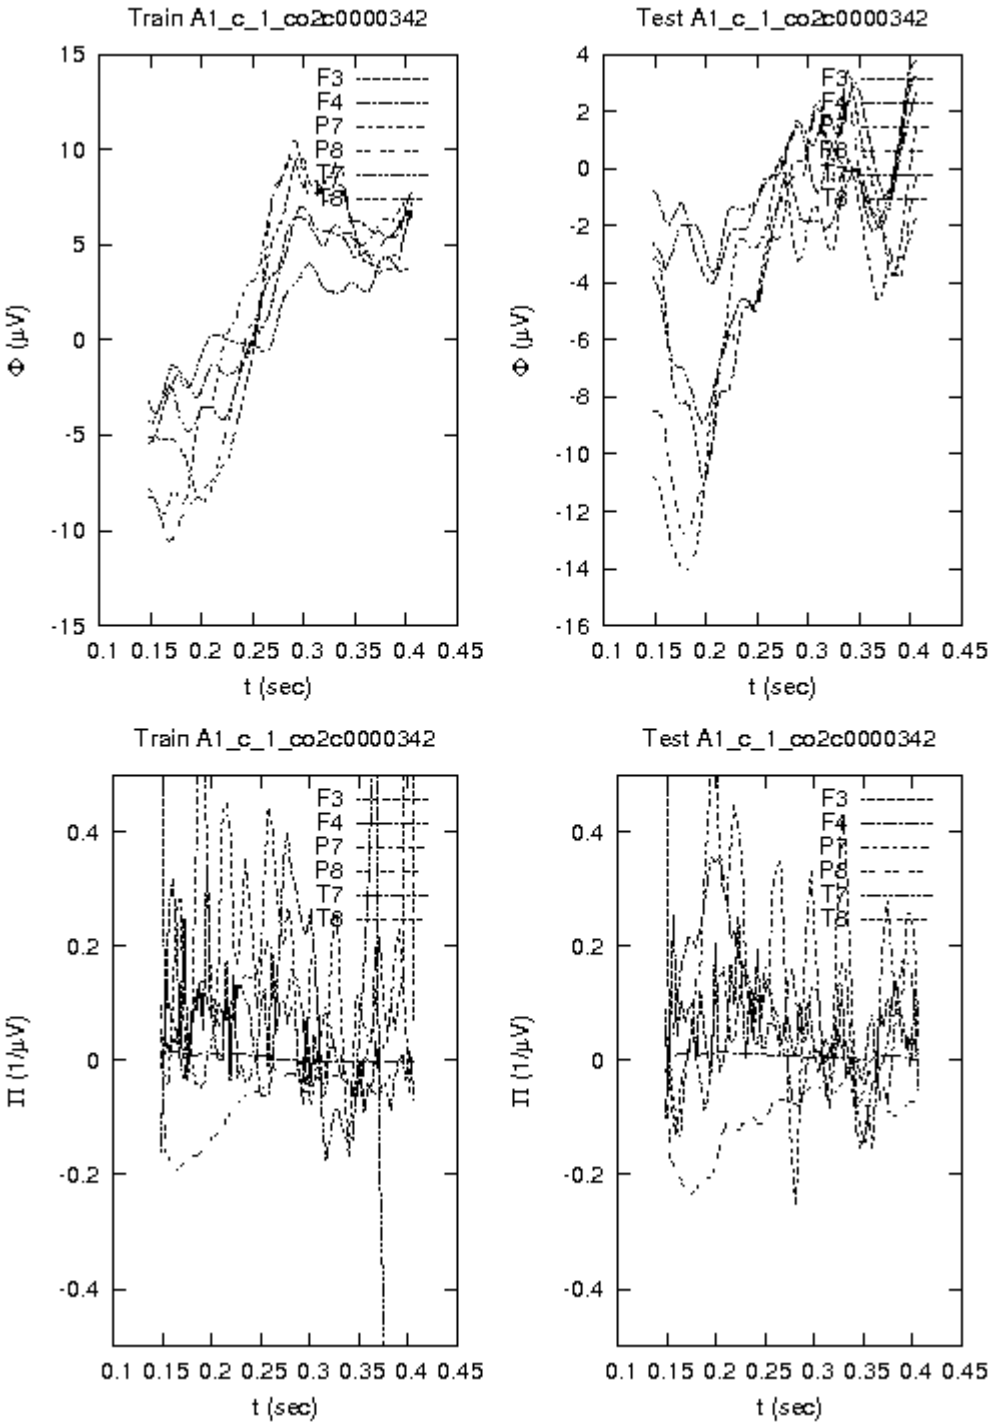 Train A1_c_1_co2c0000342
15
10
5
0
-5
-10
-15
0.1 0.15 0.2 0.25 0.3 0.35 0.4 0.45
t (sec)
Φ (μV)
F3
F4
P7
P8
T7
T8
Test A1_c_1_co2c0000342
4
2
0
-2
-4
-6
-8
-10
-12
-14
-16
0.1 0.15 0.2 0.25 0.3 0.35 0.4 0.45
t (sec)
Φ (μV)
F3
F4
P7
P8
T7
T8
Train A1_c_1_co2c0000342
0.4
0.2
0
-0.2
-0.4
0.1 0.15 0.2 0.25 0.3 0.35 0.4 0.45
t (sec)
Π (1/μV)
F3
F4
P7
P8
T7
T8
Test A1_c_1_co2c0000342
0.4
0.2
0
-0.2
-0.4
0.1 0.15 0.2 0.25 0.3 0.35 0.4 0.45
t (sec)
Π (1/μV)
F3
F4
P7
P8
T7
T8